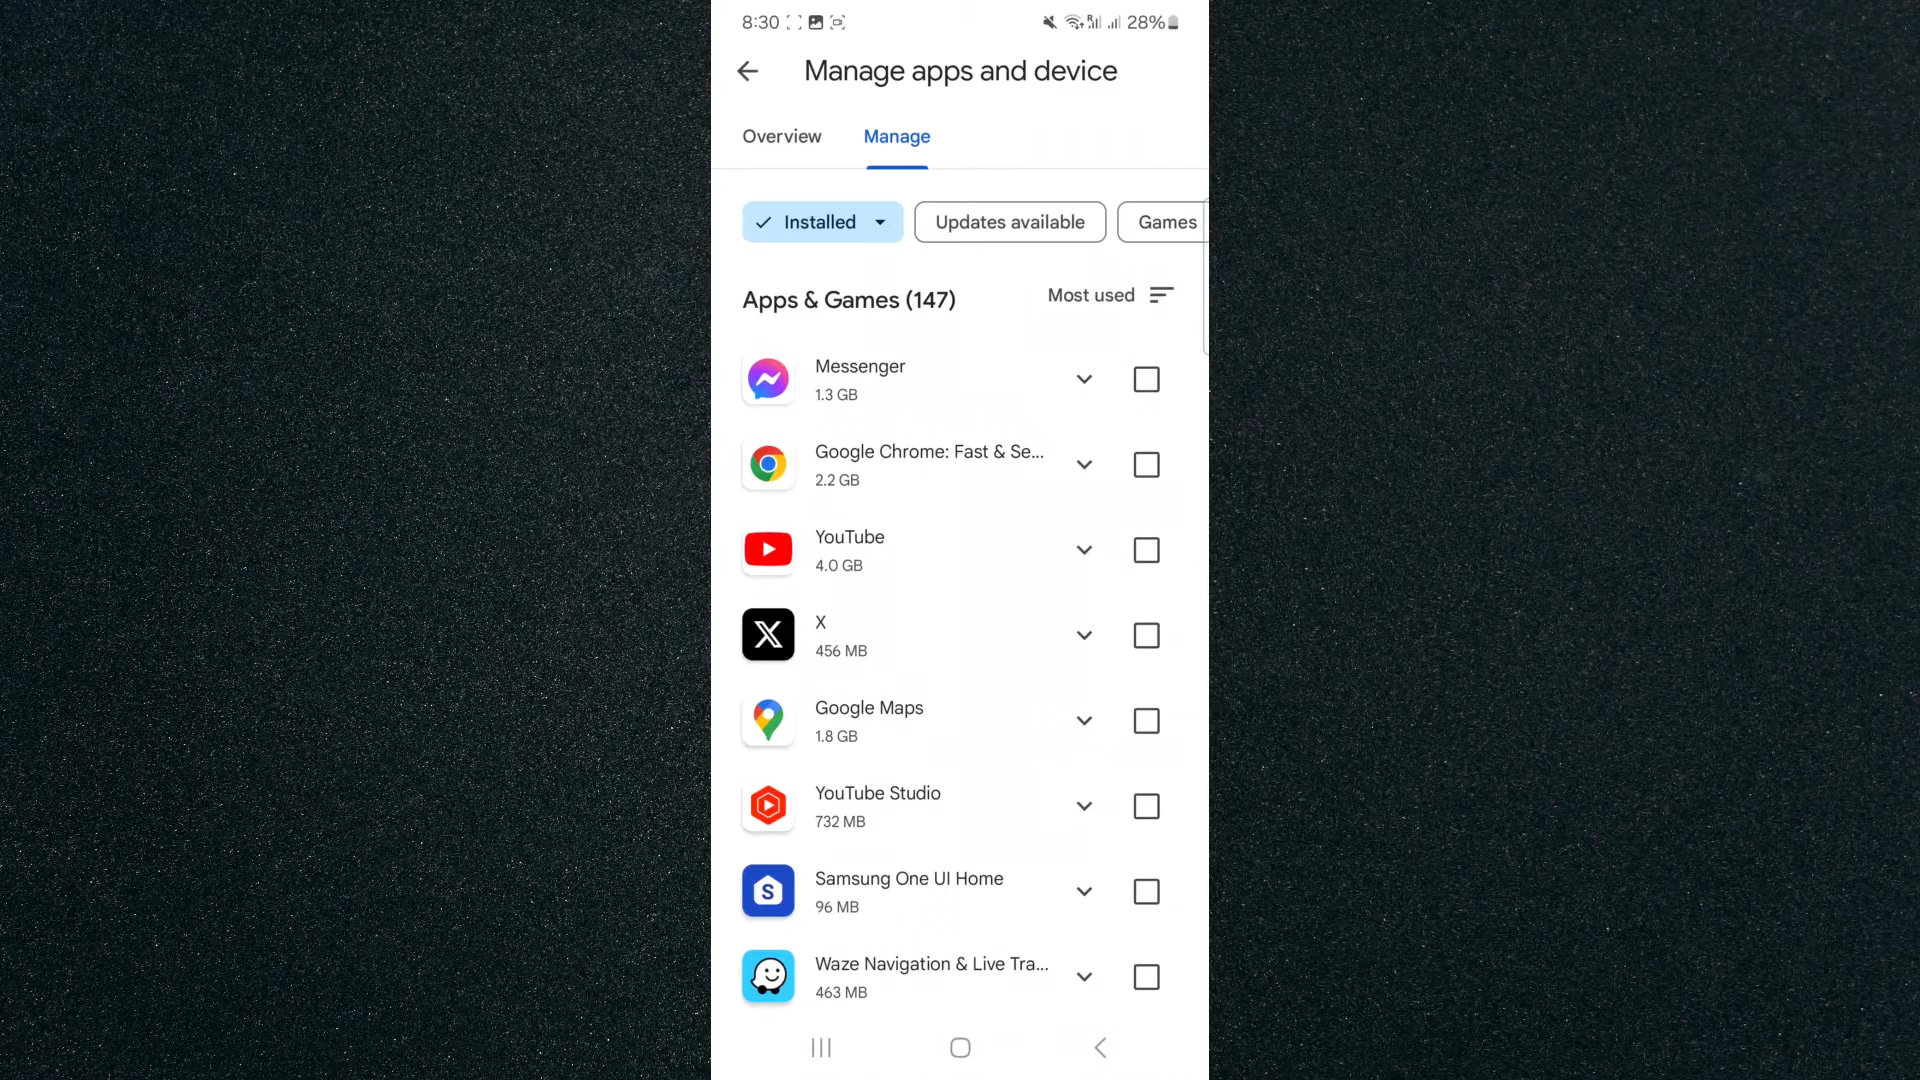 8:30 28%
Manage apps and device
Overview Manage
Installed Updates available Games
Apps & Games (147) Most used
Messenger
1.3 GB
Google Chrome: Fast & Se...
2.2 GB
YouTube
4.0 GB
X
456 MB
Google Maps
1.8 GB
YouTube Studio
732 MB
S
Samsung One UI Home
96 MB
Waze Navigation & Live Tra...
463 MB